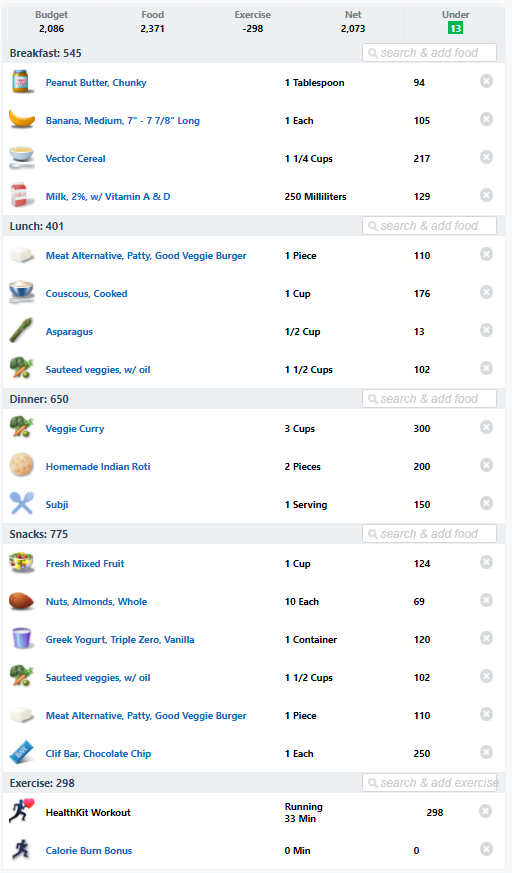 Budget Food Exercise Net Under
2,086 2,371 -298 2,073 13
Breakfast: 545 search & add food
Peanut Butter, Chunky 1 Tablespoon 94
Banana, Medium, 7" - 7 7/8" Long 1 Each 105
Vector Cereal 1 1/4 Cups 217
Milk, 2%, w/ Vitamin A & D 250 Milliliters 129
Lunch: 401 search & add food
Meat Alternative, Patty, Good Veggie Burger 1 Piece 110
Couscous, Cooked 1 Cup 176
Asparagus 1/2 Cup 13
Sauteed veggies, w/ oil 1 1/2 Cups 102
Dinner: 650 search & add food
Veggie Curry 3 Cups 300
Homemade Indian Roti 2 Pieces 200
Subji 1 Serving 150
Snacks: 775 search & add food
Fresh Mixed Fruit 1 Cup 124
Nuts, Almonds, Whole 10 Each 69
Greek Yogurt, Triple Zero, Vanilla 1 Container 120
Sauteed veggies, w/ oil 1 1/2 Cups 102
Meat Alternative, Patty, Good Veggie Burger 1 Piece 110
BAR Clif Bar, Chocolate Chip 1 Each 250
Exercise: 298 search & add exercise
HealthKit Workout Running 298
33 Min
Calorie Burn Bonus 0 Min 0